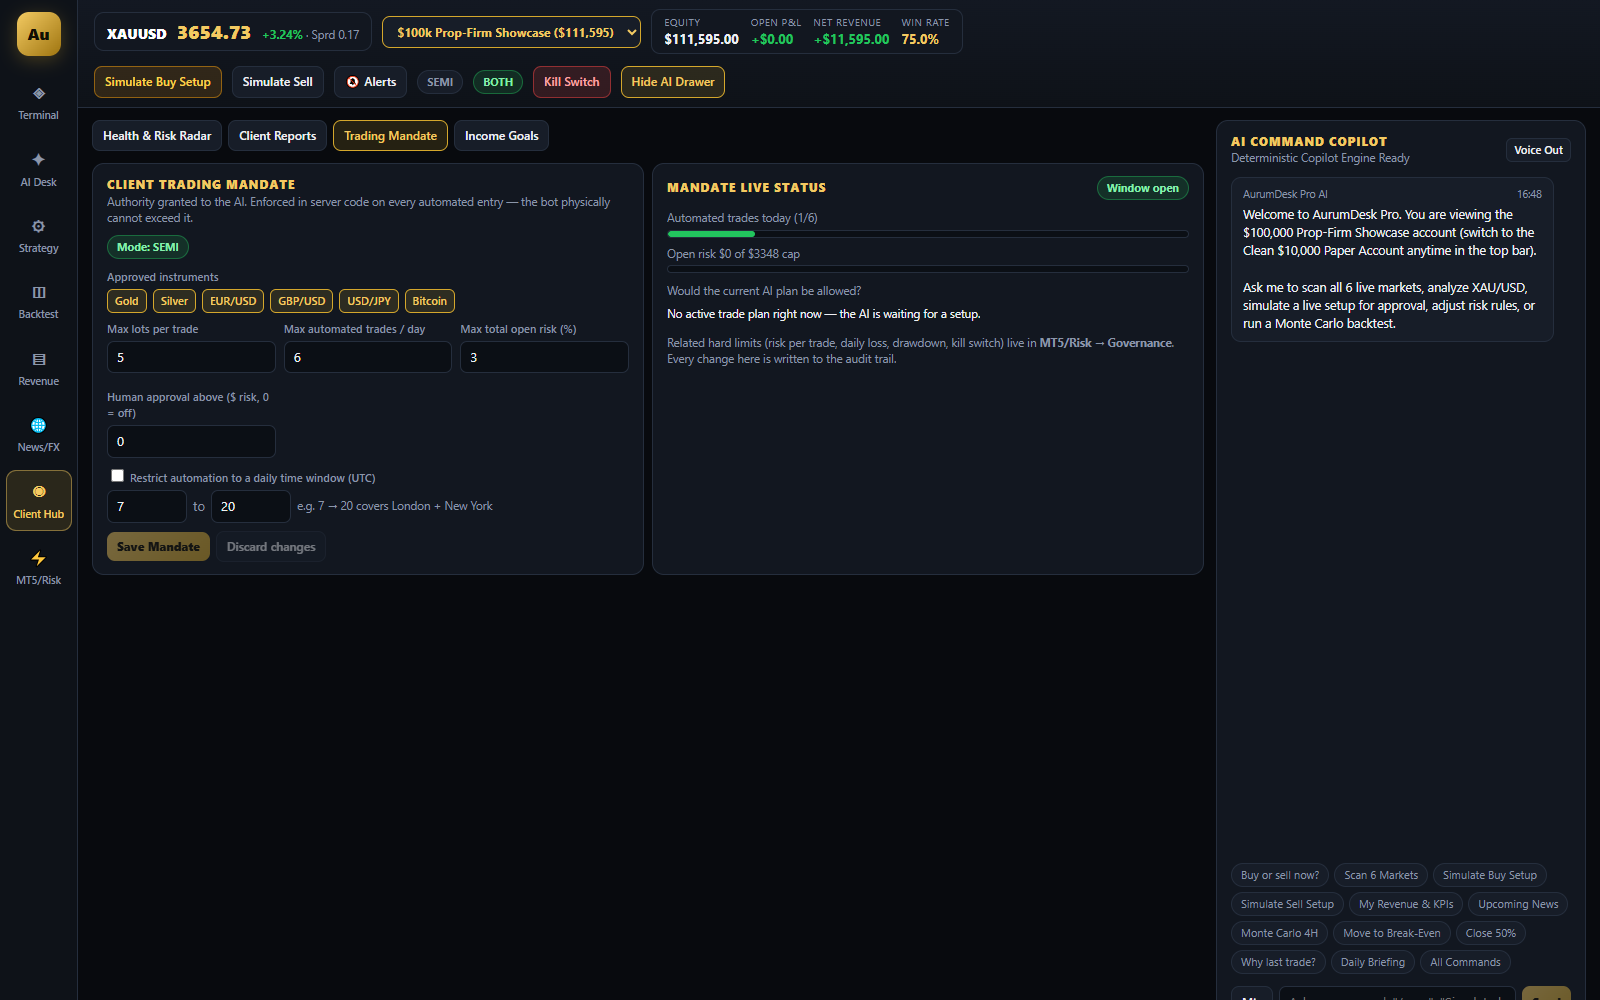 Au
XAUUSD 3654.73 +3.24% · Sprd 0.17
$100k Prop-Firm Showcase ($111,595)
EQUITY
$111,595.00
OPEN P&L
+$0.00
NET REVENUE
+$11,595.00
WIN RATE
75.0%
Simulate Buy Setup
Simulate Sell
Alerts
SEMI
BOTH
Kill Switch
Hide AI Drawer
Terminal
AI Desk
Strategy
Backtest
Revenue
News/FX
Client Hub
MT5/Risk
Health & Risk Radar
Client Reports
Trading Mandate
Income Goals
CLIENT TRADING MANDATE
Authority granted to the AI. Enforced in server code on every automated entry — the bot physically
cannot exceed it.
Mode: SEMI
Approved instruments
Gold
Silver
EUR/USD
GBP/USD
USD/JPY
Bitcoin
Max lots per trade
5
Max automated trades / day
6
Max total open risk (%)
3
Human approval above ($ risk, 0
= off)
0
Restrict automation to a daily time window (UTC)
7 to 20 e.g. 7 → 20 covers London + New York
Save Mandate
Discard changes
MANDATE LIVE STATUS
Window open
Automated trades today (1/6)
Open risk $0 of $3348 cap
Would the current AI plan be allowed?
No active trade plan right now — the AI is waiting for a setup.
Related hard limits (risk per trade, daily loss, drawdown, kill switch) live in MT5/Risk → Governance.
Every change here is written to the audit trail.
AI COMMAND COPILOT
Deterministic Copilot Engine Ready
Voice Out
AurumDesk Pro AI 16:48
Welcome to AurumDesk Pro. You are viewing the
$100,000 Prop-Firm Showcase account (switch to the
Clean $10,000 Paper Account anytime in the top bar).
Ask me to scan all 6 live markets, analyze XAU/USD,
simulate a live setup for approval, adjust risk rules, or
run a Monte Carlo backtest.
Buy or sell now?
Scan 6 Markets
Simulate Buy Setup
Simulate Sell Setup
My Revenue & KPIs
Upcoming News
Monte Carlo 4H
Move to Break-Even
Close 50%
Why last trade?
Daily Briefing
All Commands